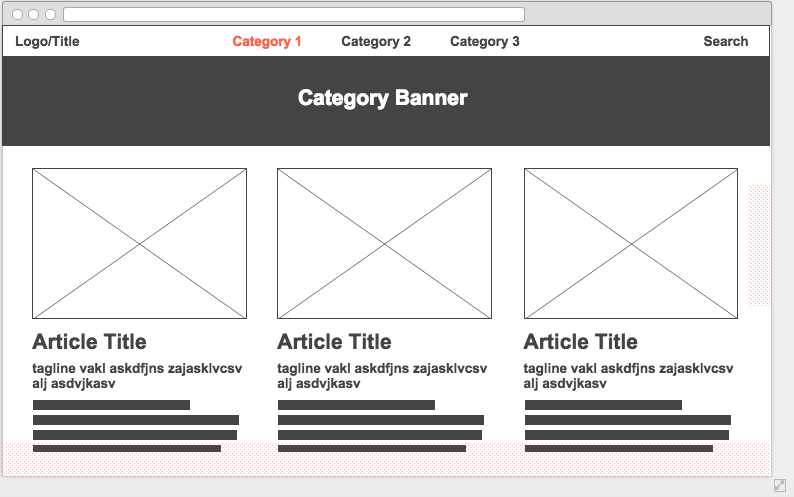 Logo/Title Category 1 Category 2 Category 3 Search
Category Banner
Article Title Article Title Article Title
tagline vakl askdfjns zajasklvcsv tagline vakl askdfjns zajasklvcsv tagline vakl askdfjns zajasklvcsv
alj asdvjkasv alj asdvjkasv alj asdvjkasv